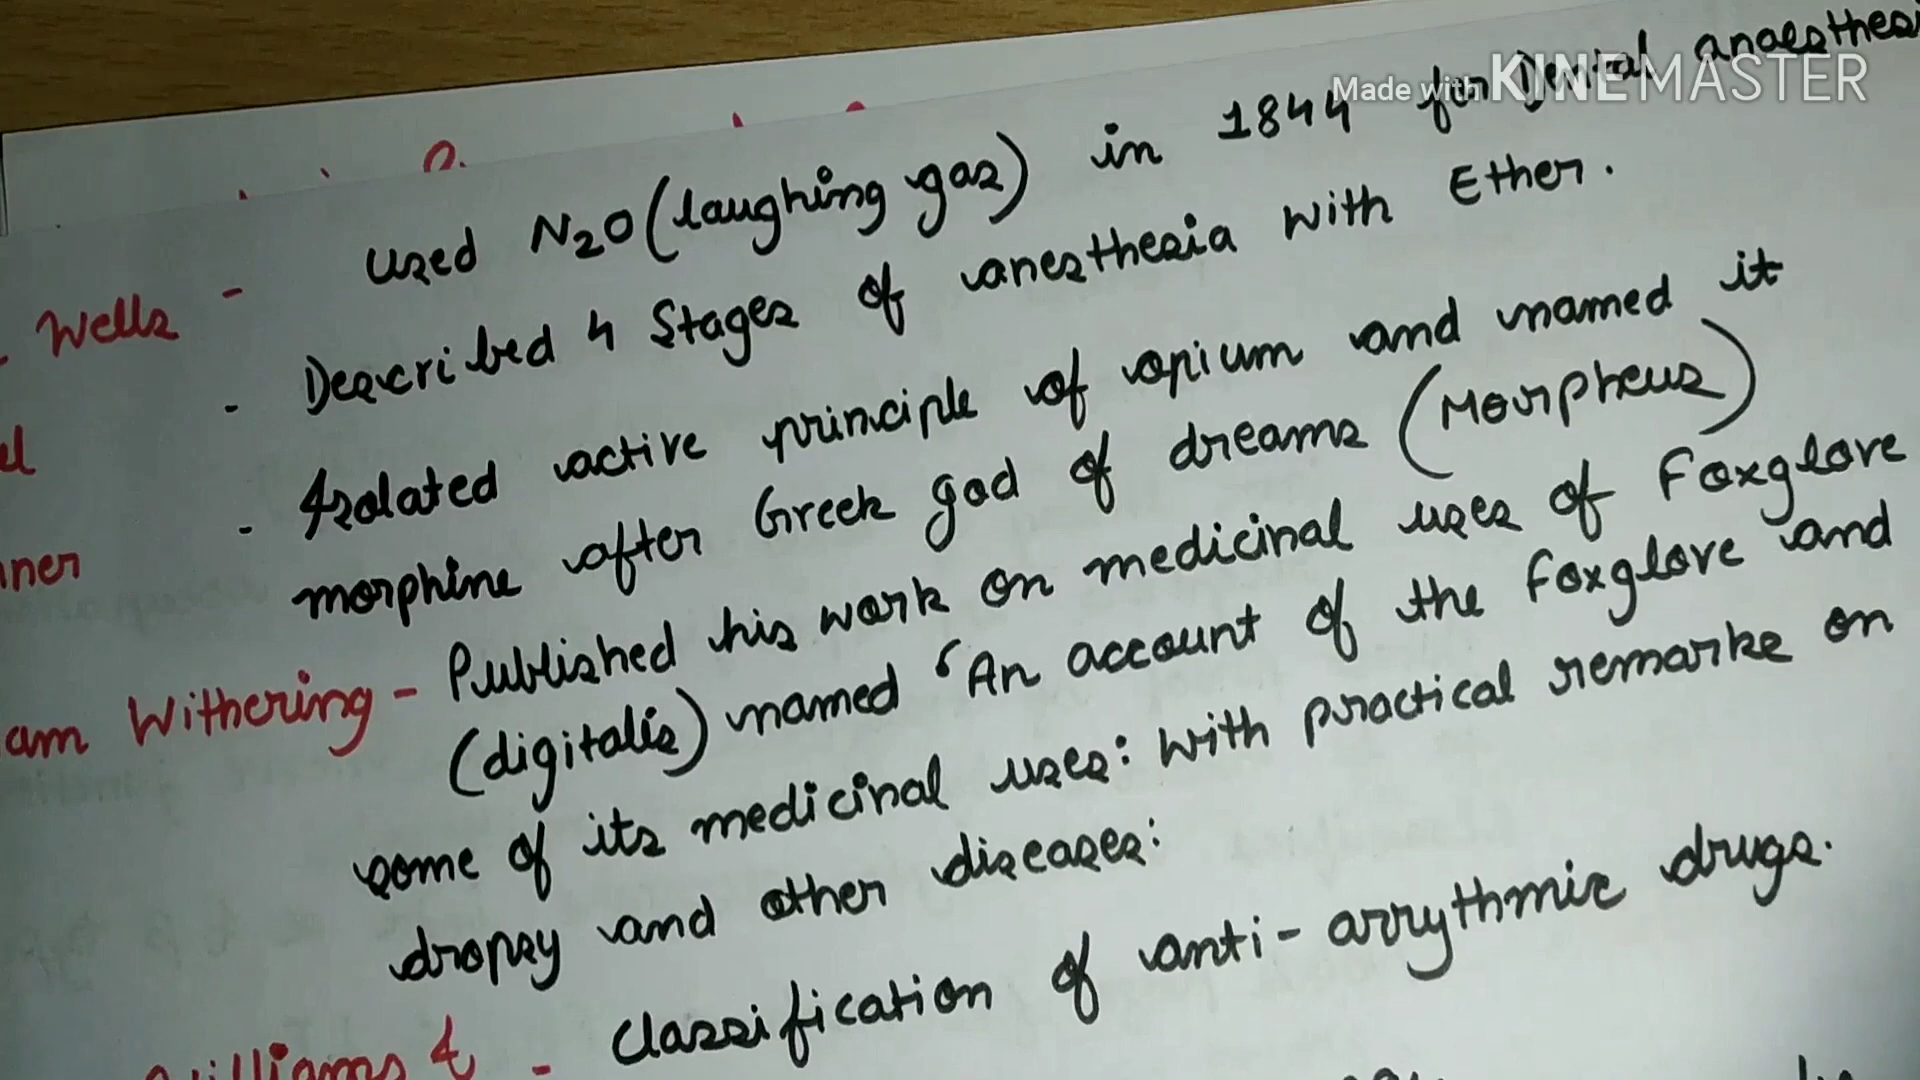 Made with KINEMASTER
Wells - Used N2O (laughing gas) in 1844 for Dental
- Described 4 Stages of anesthesia with Ether.
- Isolated active principle of opium and named it
morphine after Greek god of dreams (Morpheus)
Withering - Published his work on medicinal uses of Foxglove
(digitalis) named 'An account of the Foxglove and
some of its medicinal uses: With practical remarks on
dropsy and other diseases:
Williams & - Classification of anti-arrythmic drugs.